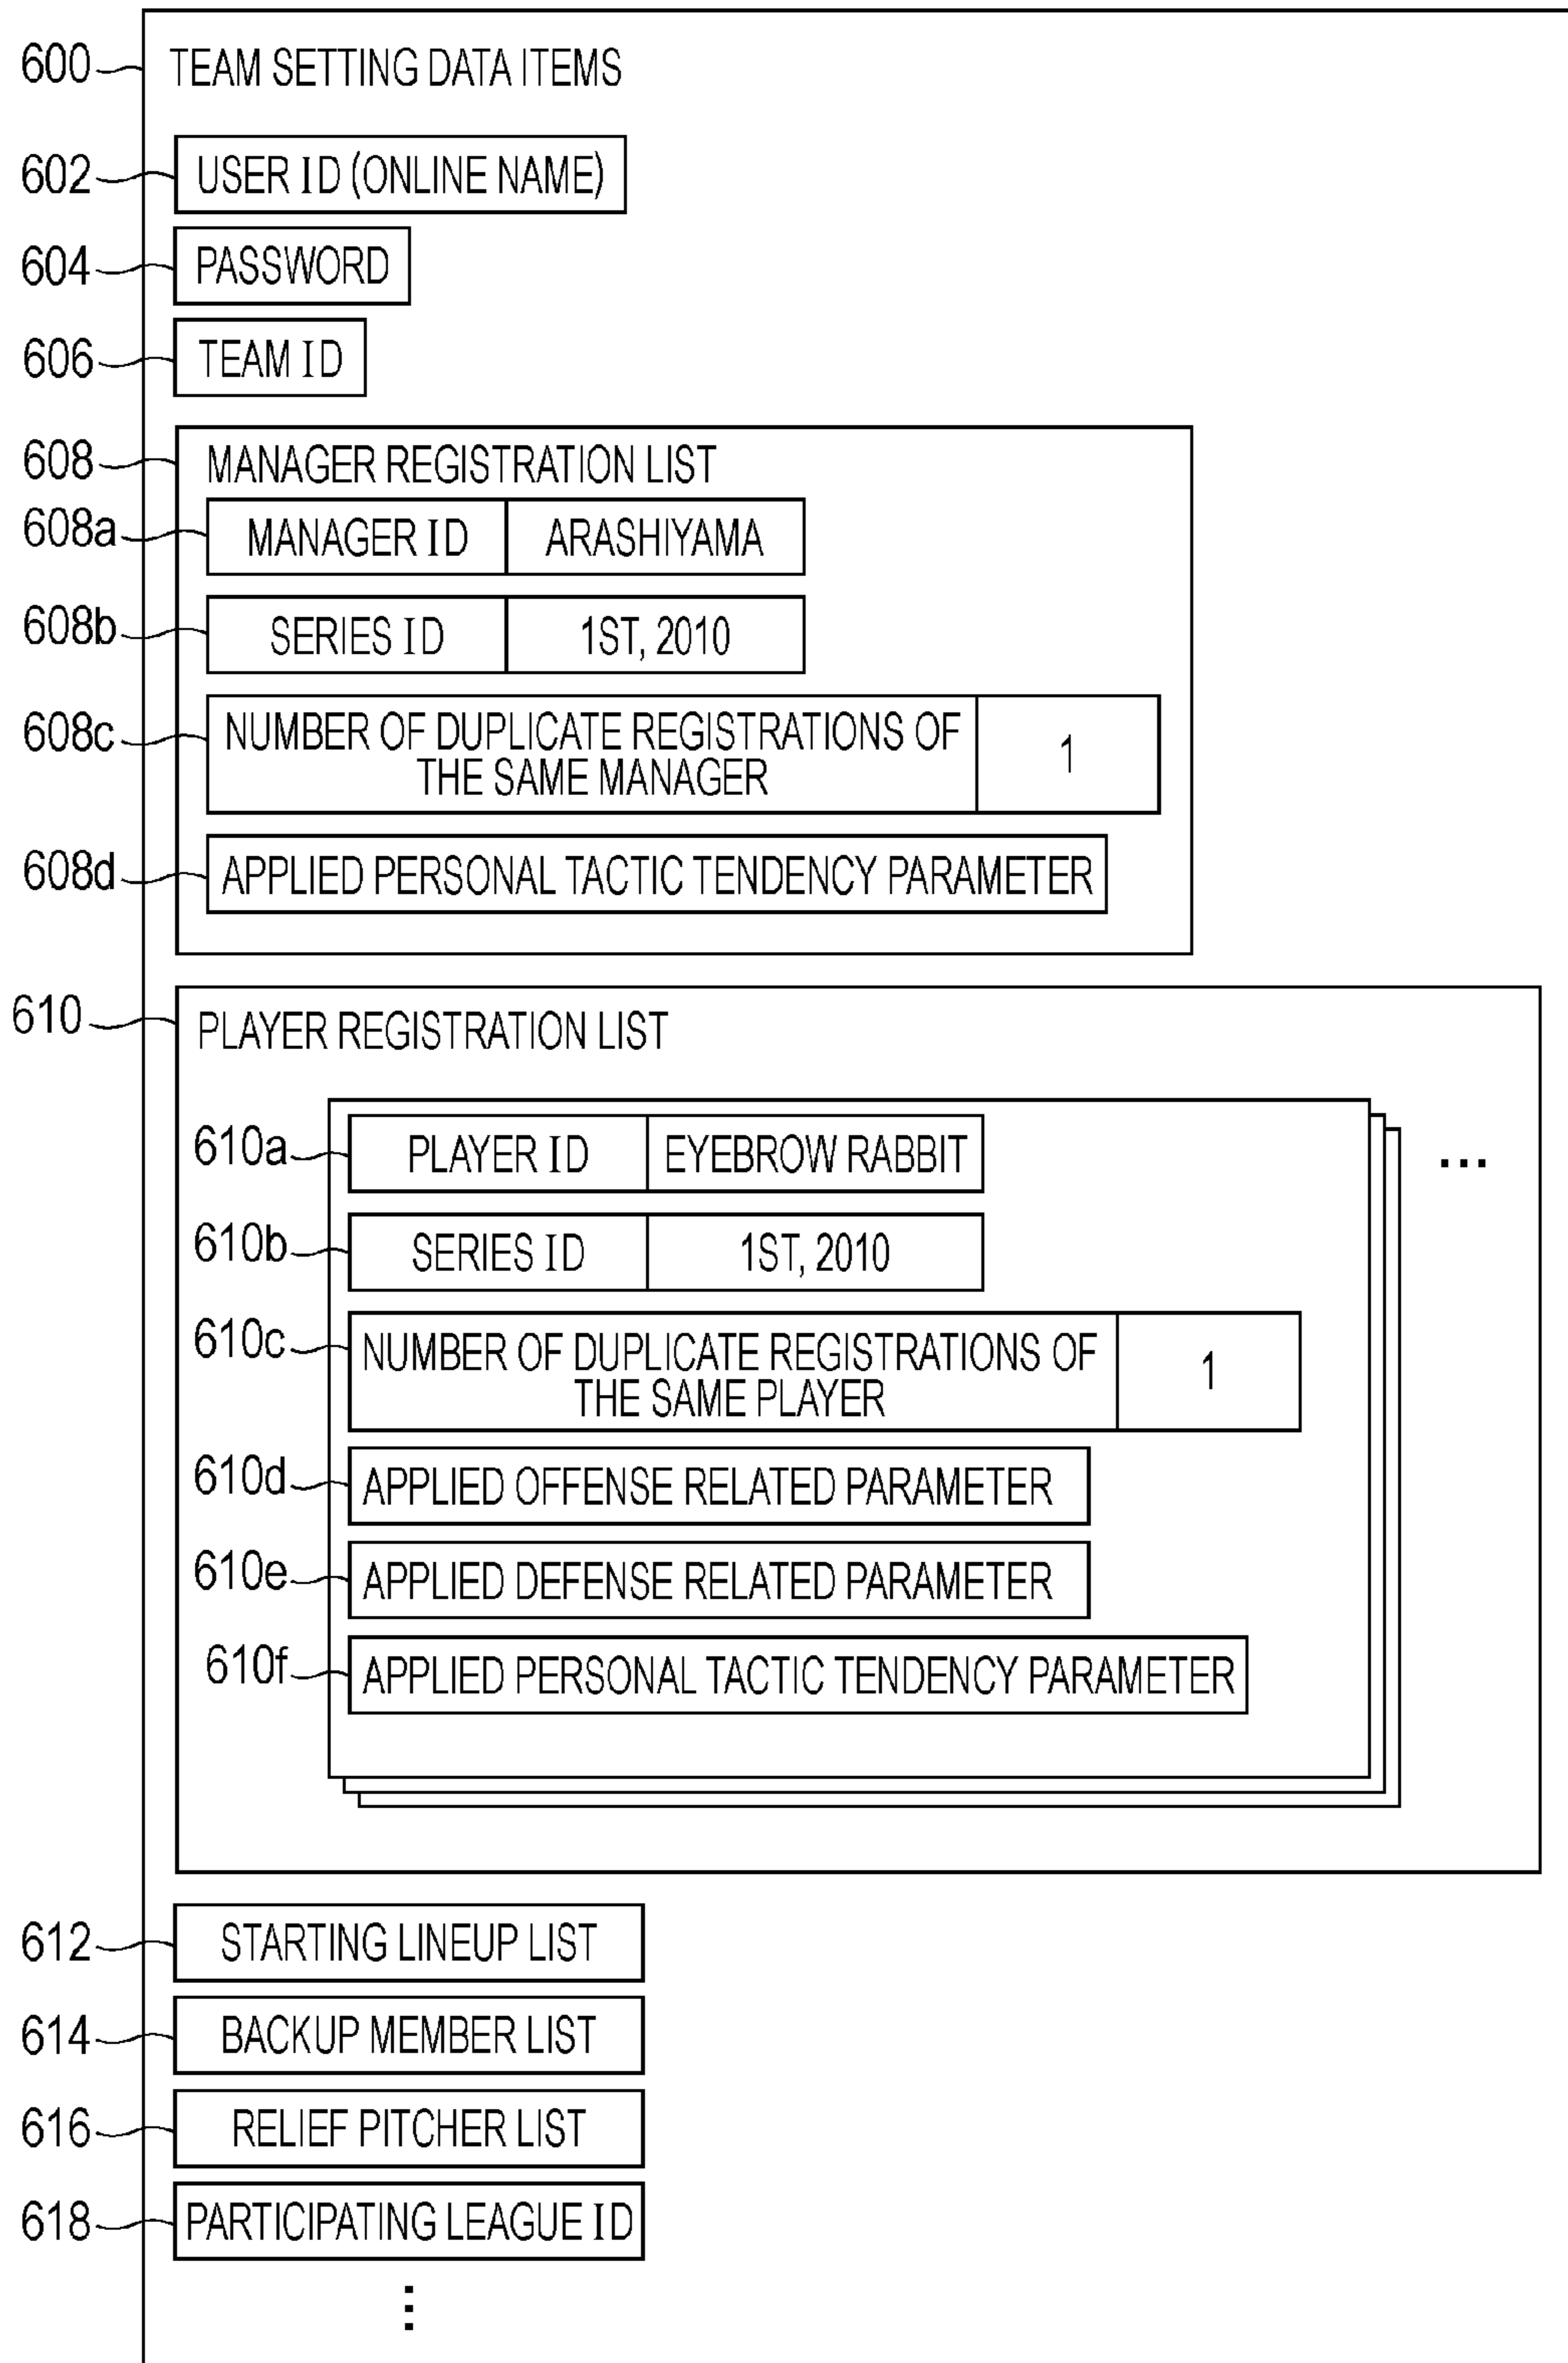 600 TEAM SETTING DATA ITEMS
602 USER ID (ONLINE NAME)
604 PASSWORD
606 TEAM ID
608 MANAGER REGISTRATION LIST
608a MANAGER ID ARASHIYAMA
608b SERIES ID 1ST, 2010
608c NUMBER OF DUPLICATE REGISTRATIONS OF
THE SAME MANAGER 1
608d APPLIED PERSONAL TACTIC TENDENCY PARAMETER
610 PLAYER REGISTRATION LIST
610a PLAYER ID EYEBROW RABBIT ...
610b SERIES ID 1ST, 2010
610c NUMBER OF DUPLICATE REGISTRATIONS OF
THE SAME PLAYER 1
610d APPLIED OFFENSE RELATED PARAMETER
610e APPLIED DEFENSE RELATED PARAMETER
610f APPLIED PERSONAL TACTIC TENDENCY PARAMETER
612 STARTING LINEUP LIST
614 BACKUP MEMBER LIST
616 RELIEF PITCHER LIST
618 PARTICIPATING LEAGUE ID
⋮